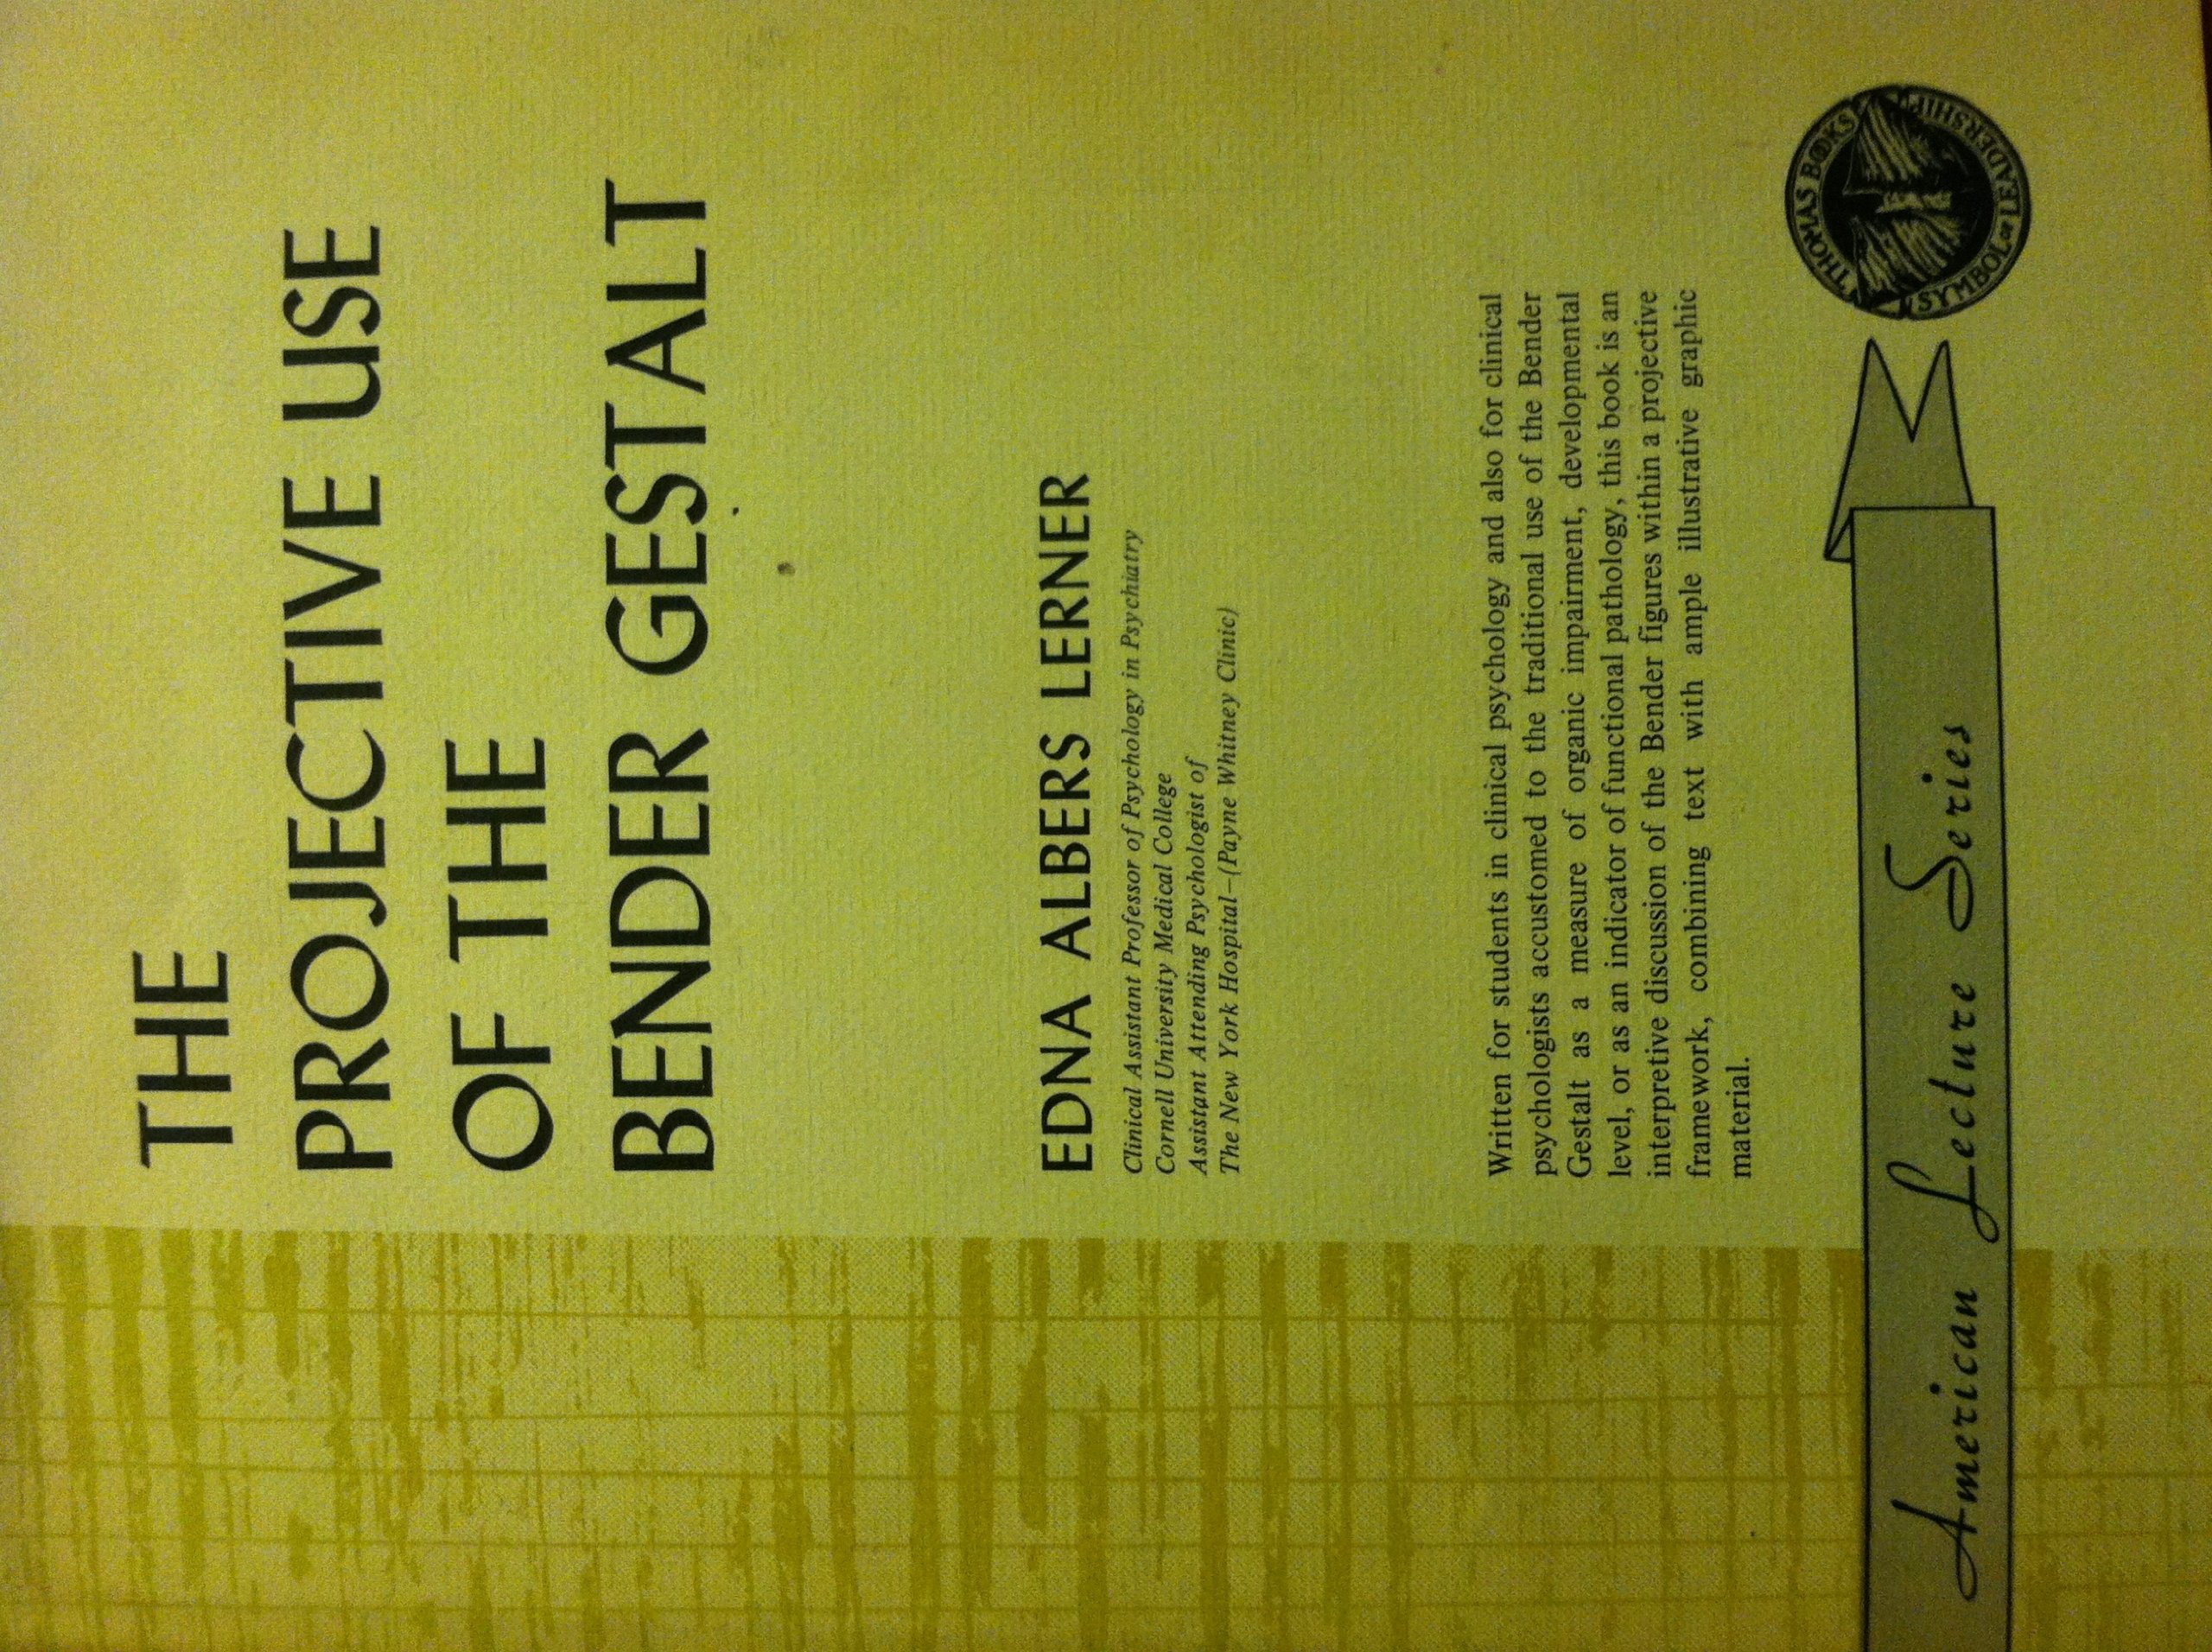 THE
PROJECTIVE USE
OF THE
BENDER GESTALT
EDNA ALBERS LERNER
Clinical Assistant Professor of Psychology in Psychiatry
Cornell University Medical College
Assistant Attending Psychologist of
The New York Hospital–(Payne Whitney Clinic)
Written for students in clinical psychology and also for clinical
psychologists accustomed to the traditional use of the Bender
Gestalt as a measure of organic impairment, developmental
level, or as an indicator of functional pathology, this book is an
interpretive discussion of the Bender figures within a projective
framework, combining text with ample illustrative graphic
material.
American Lecture Series
THOMAS BOOKS
SYMBOL OF LEADERSHIP